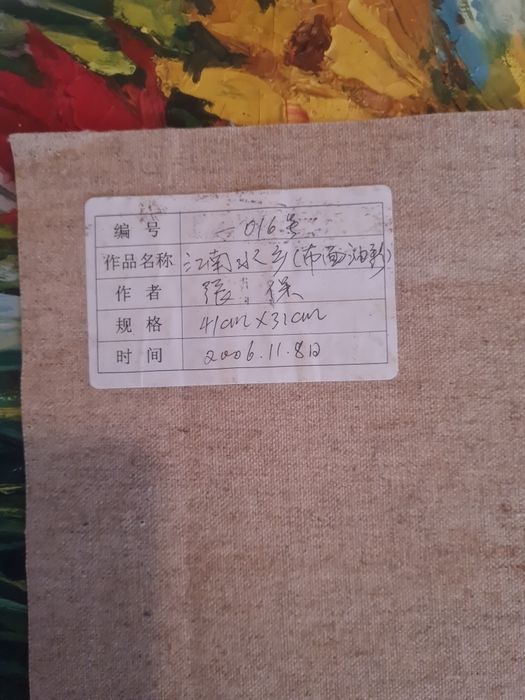 编号 016号
作品名称 江南水乡(布面油彩)
作者 张
规格 41cm×31cm
时间 2006.11.8日